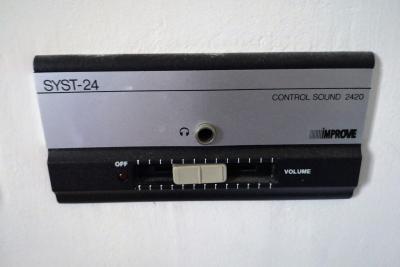 SYST-24
CONTROL SOUND 2420
IMPROVE
OFF
VOLUME